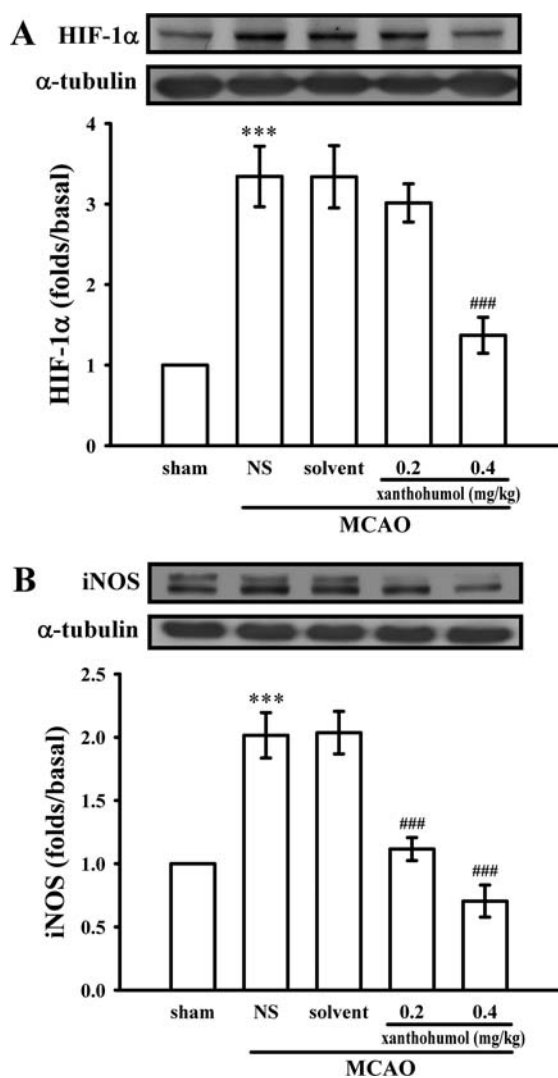 A
HIF-1α
α-tubulin
HIF-1α (folds/basal)
4
3
2
1
0
***
###
sham NS solvent 0.2 0.4
xanthohumol (mg/kg)
MCAO
B
iNOS
α-tubulin
iNOS (folds/basal)
2.5
2.0
1.5
1.0
0.5
0.0
***
###
###
sham NS solvent 0.2 0.4
xanthohumol (mg/kg)
MCAO